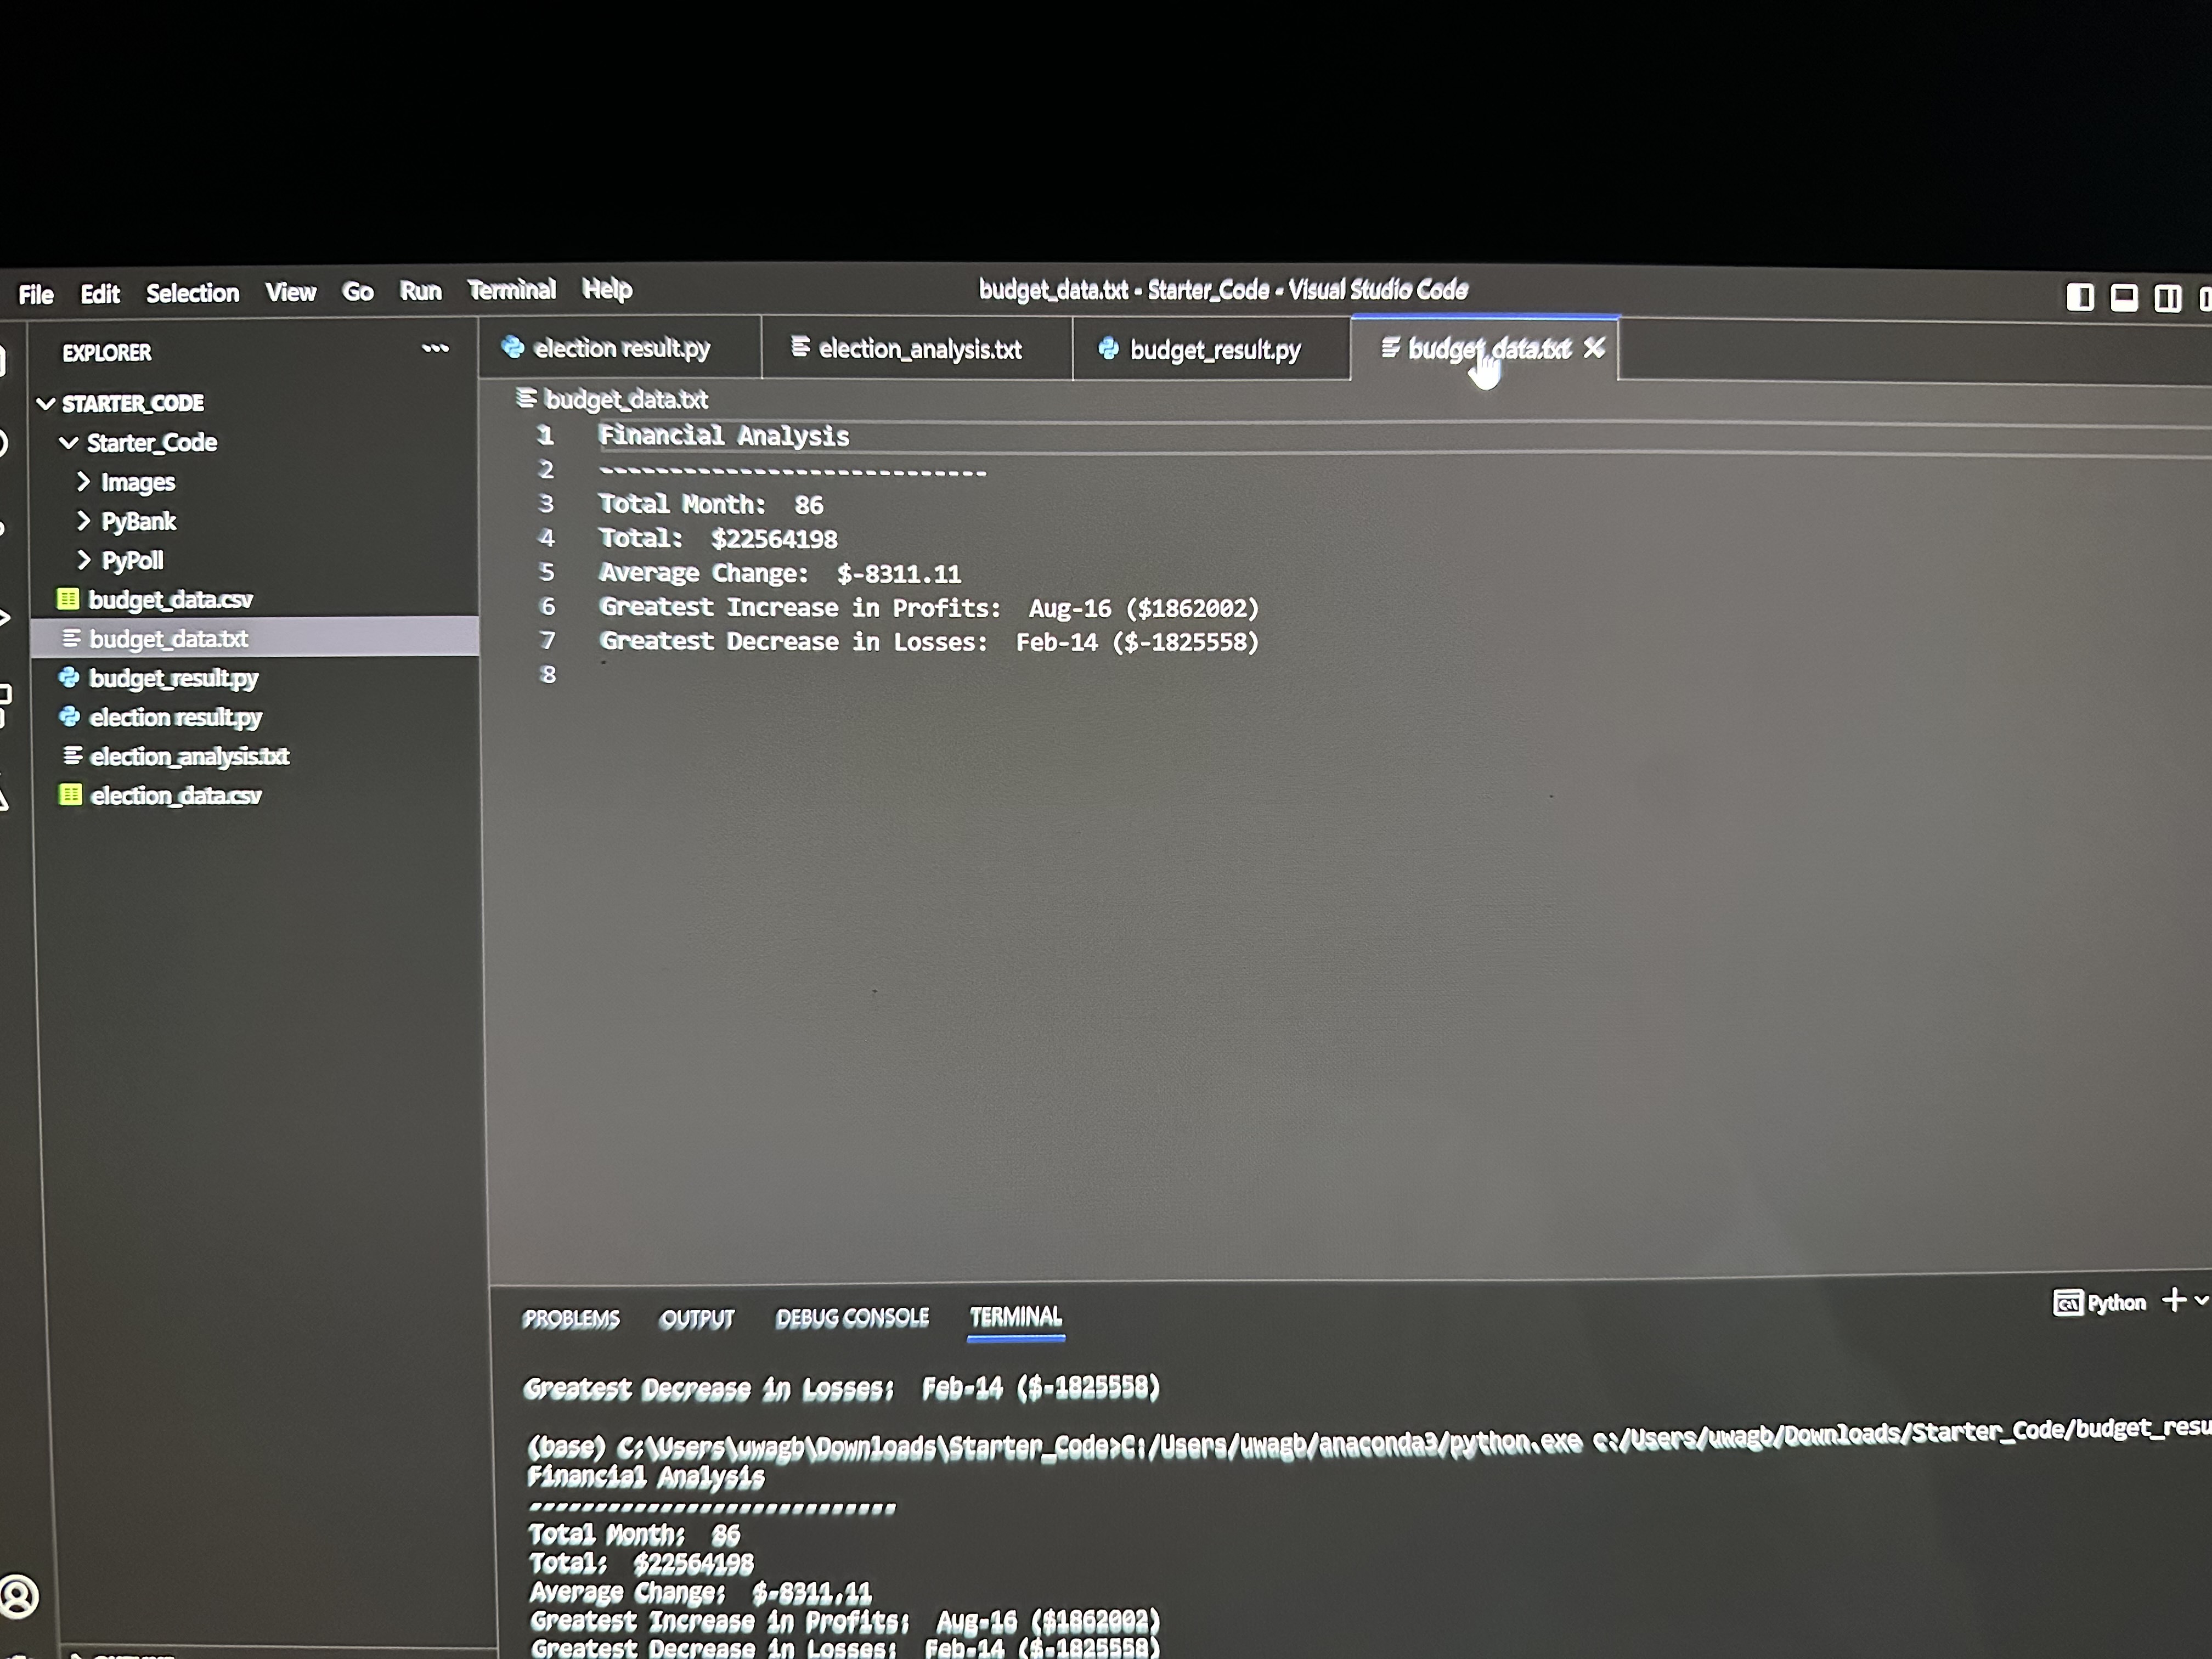 File Edit Selection View Go Run Terminal Help
budget_data.txt - Starter_Code - Visual Studio Code
EXPLORER
STARTER_CODE
Starter_Code
Images
PyBank
PyPoll
budget_data.csv
budget_data.txt
budget_result.py
election result.py
election_analysis.txt
election_data.csv
election result.py election_analysis.txt budget_result.py budget_data.txt
budget_data.txt
1 Financial Analysis
2 ----------------------------
3 Total Month:  86
4 Total:  $22564198
5 Average Change:  $-8311.11
6 Greatest Increase in Profits:  Aug-16 ($1862002)
7 Greatest Decrease in Losses:  Feb-14 ($-1825558)
8
PROBLEMS OUTPUT DEBUG CONSOLE TERMINAL
Python
Greatest Decrease in Losses:  Feb-14 ($-1825558)
(base) C:\Users\uwagb\Downloads\Starter_Code>C:/Users/uwagb/anaconda3/python.exe c:/Users/uwagb/Downloads/Starter_Code/budget_resu
Financial Analysis
----------------------------
Total Month:  86
Total:  $22564198
Average Change:  $-8311.11
Greatest Increase in Profits:  Aug-16 ($1862002)
Greatest Decrease in Losses:  Feb-14 ($-1825558)